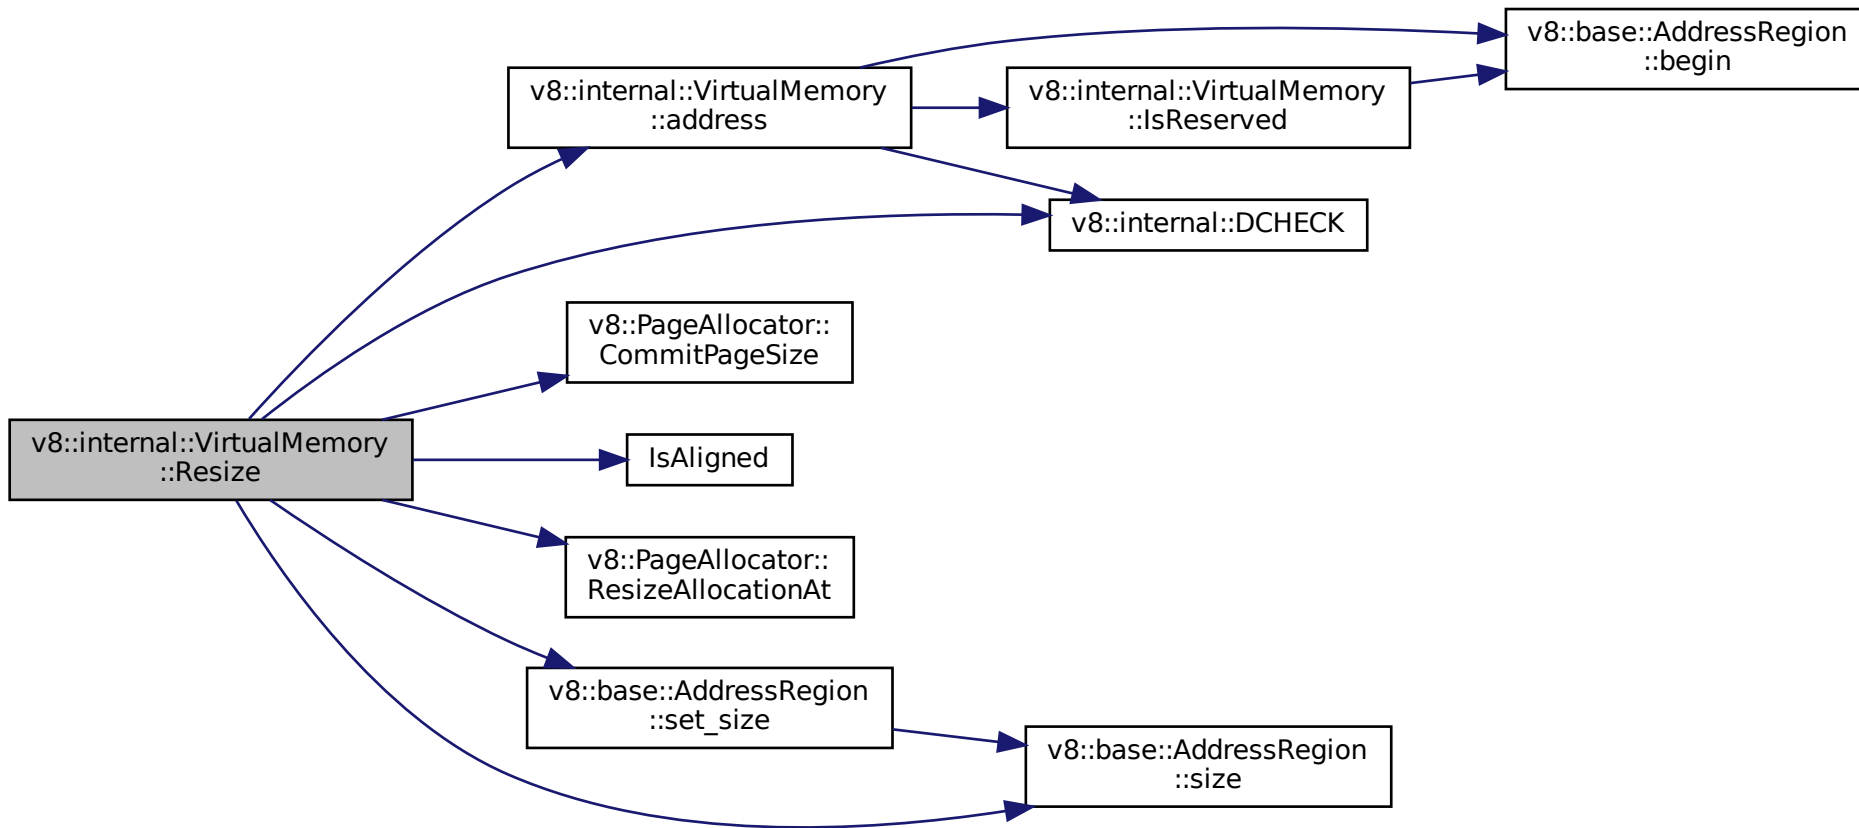 v8::internal::VirtualMemory
::Resize
v8::internal::VirtualMemory
::address
v8::base::AddressRegion
::begin
v8::internal::VirtualMemory
::IsReserved
v8::internal::DCHECK
v8::PageAllocator::
CommitPageSize
IsAligned
v8::PageAllocator::
ResizeAllocationAt
v8::base::AddressRegion
::set_size
v8::base::AddressRegion
::size